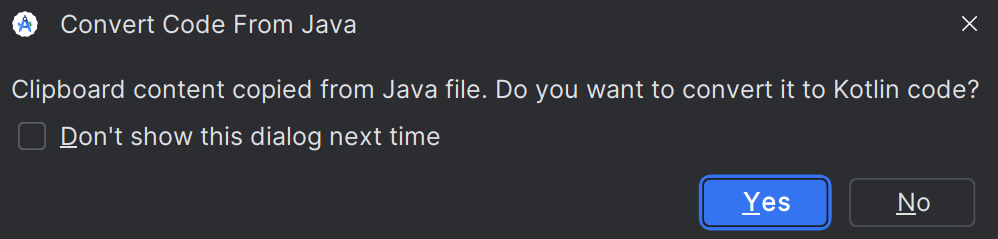 Convert Code From Java
Clipboard content copied from Java file. Do you want to convert it to Kotlin code?
Don't show this dialog next time
Yes No